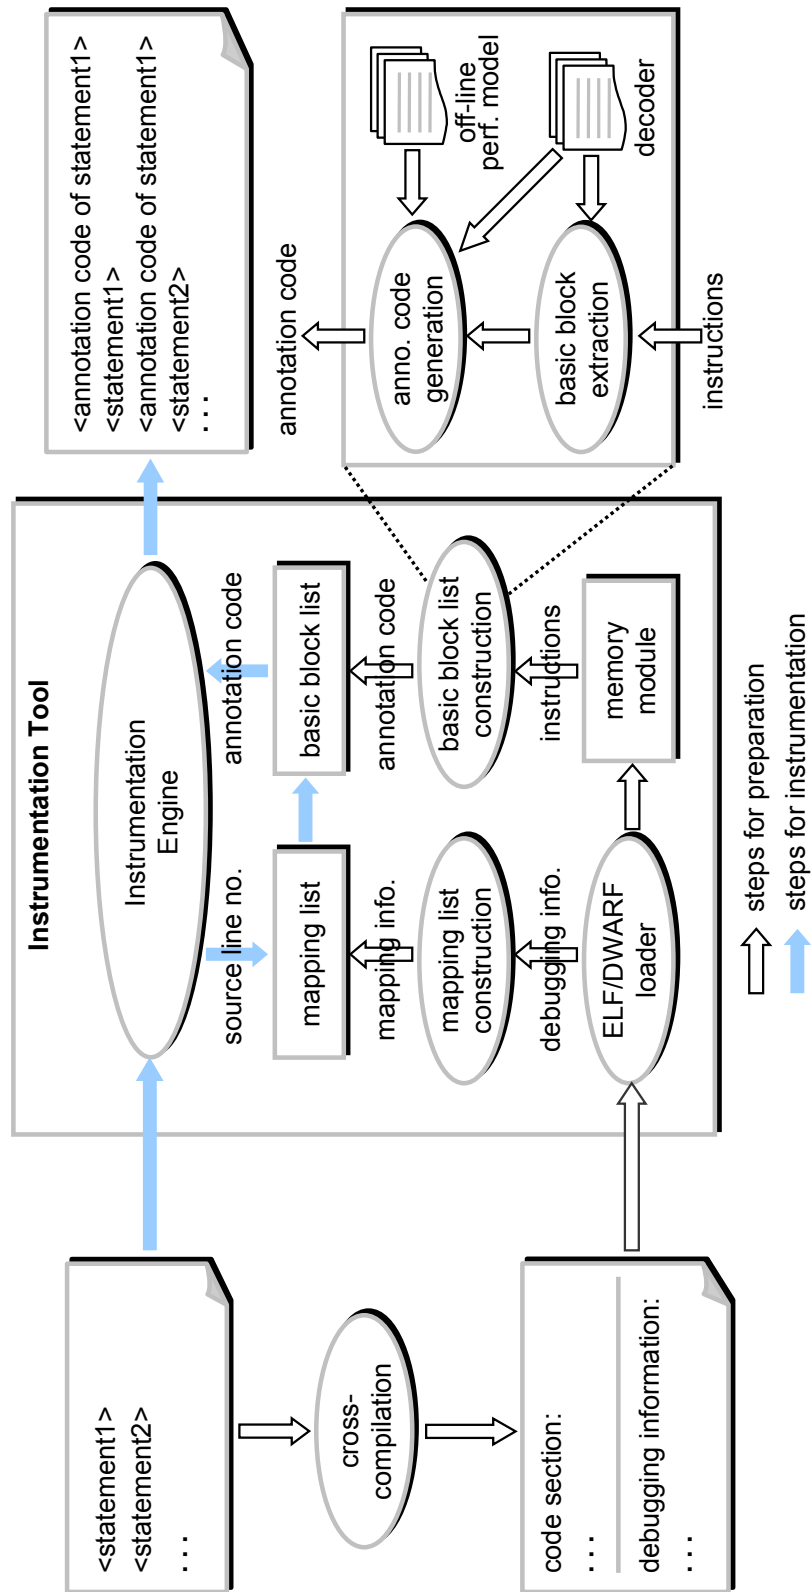 <statement1>
<statement2>
. . .
cross-
compilation
code section:
. . .
debugging information:
. . .
Instrumentation Tool
Instrumentation
Engine
source line no.
annotation code
mapping list
basic block list
mapping info.
annotation code
mapping list
construction
basic block list
construction
debugging info.
instructions
ELF/DWARF
loader
memory
module
<annotation code of statement1>
<statement1>
<annotation code of statement1>
<statement2>
. . .
annotation code
anno. code
generation
off-line
perf. model
basic block
extraction
decoder
instructions
steps for preparation
steps for instrumentation